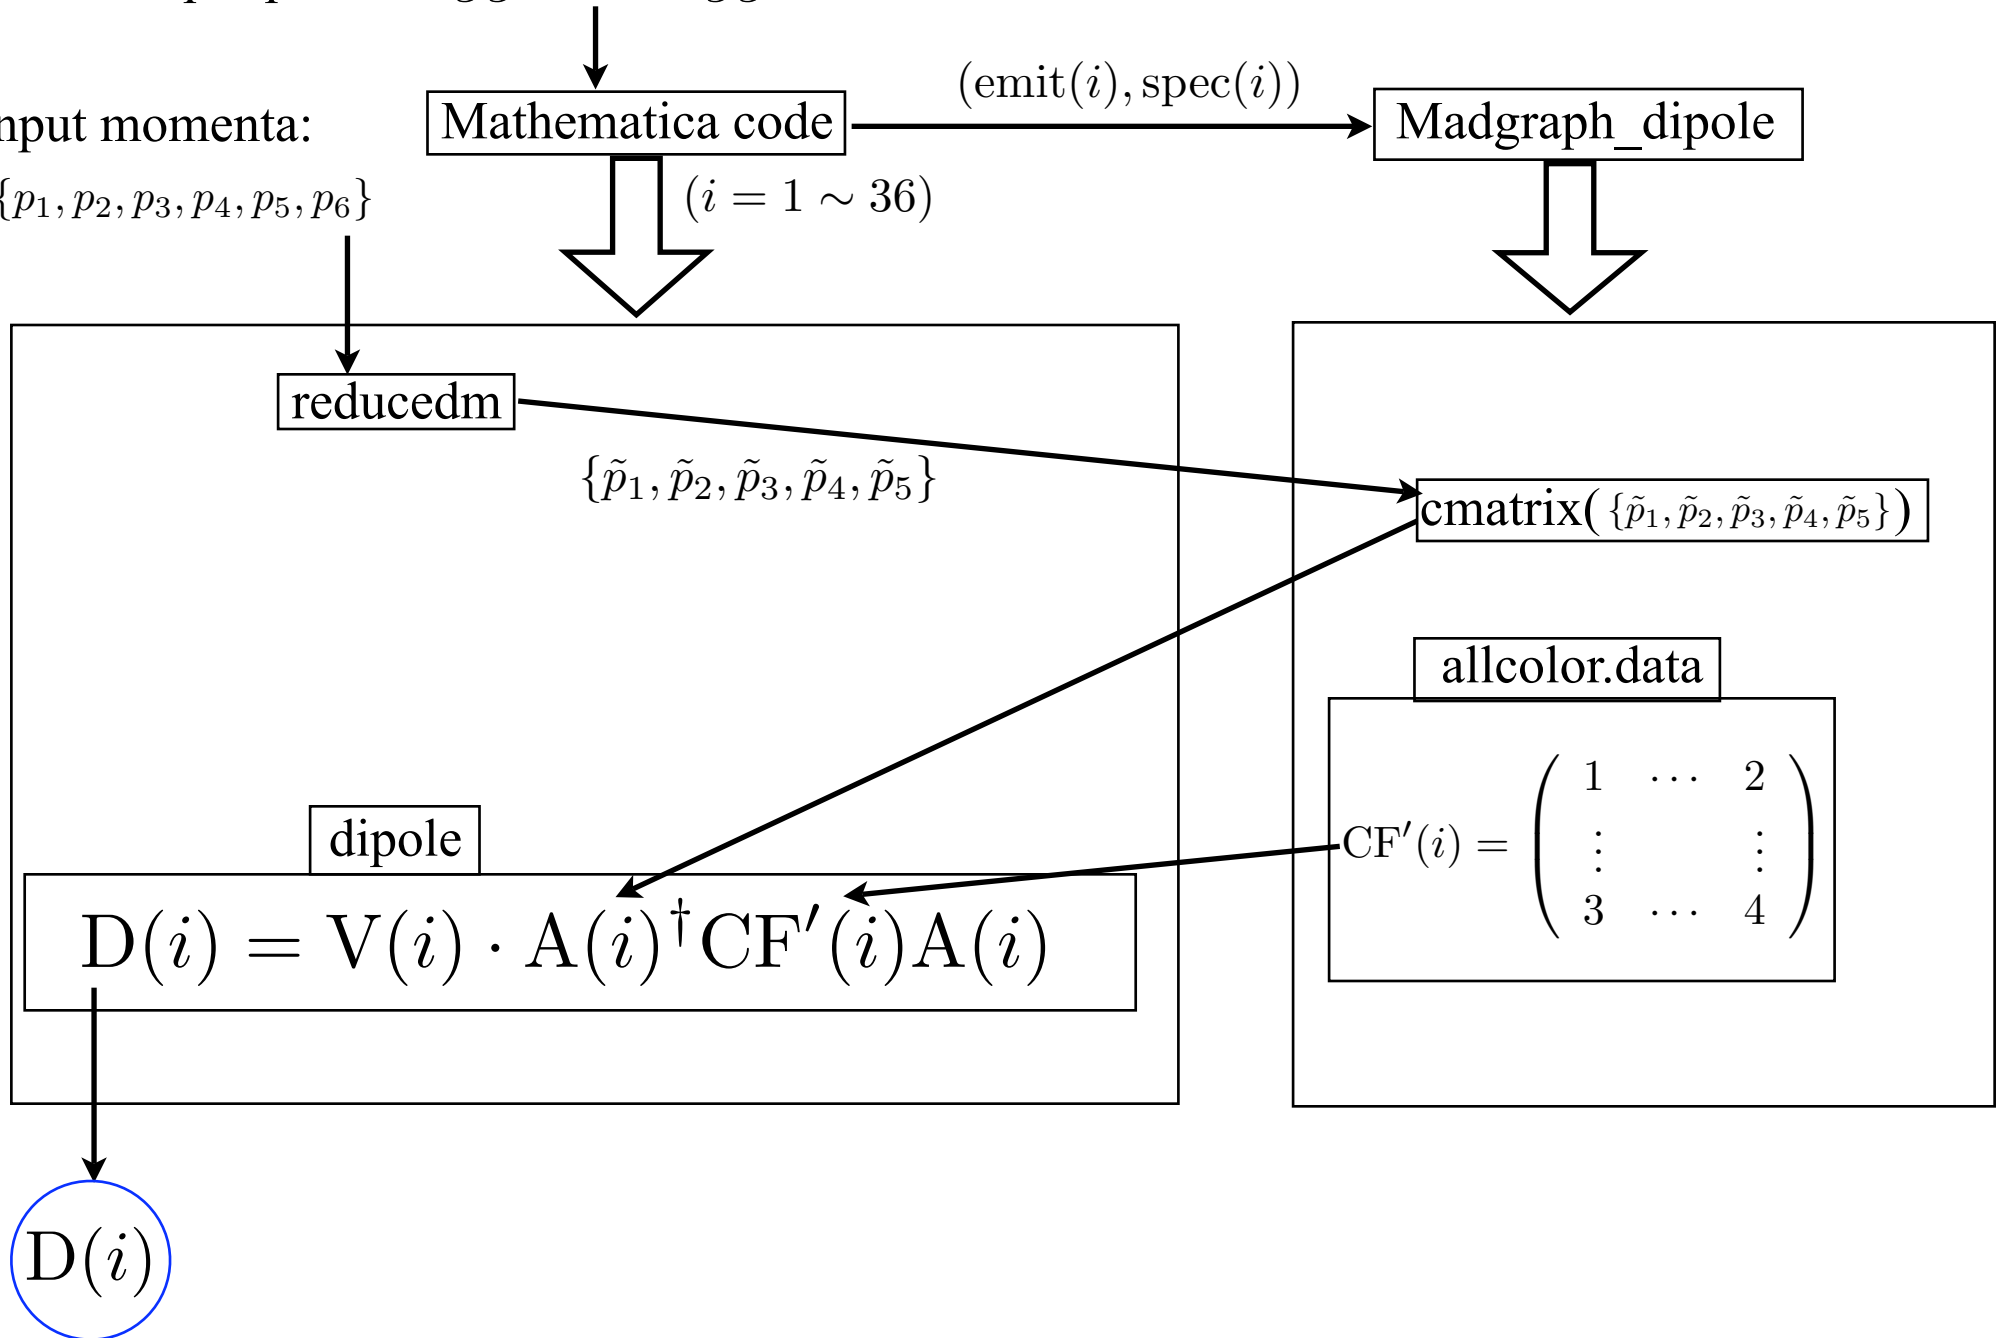 (emit(i), spec(i))
Mathematica code
Madgraph_dipole
nput momenta:
{p₁, p₂, p₃, p₄, p₅, p₆}
(i = 1 ∼ 36)
reducedm
{p̃₁, p̃₂, p̃₃, p̃₄, p̃₅}
cmatrix( {p̃₁, p̃₂, p̃₃, p̃₄, p̃₅} )
allcolor.data
1 ⋯ 2
CF′(i) = ( ⋮ ⋮ )
3 ⋯ 4
dipole
D(i) = V(i) · A(i)†CF′(i)A(i)
D(i)